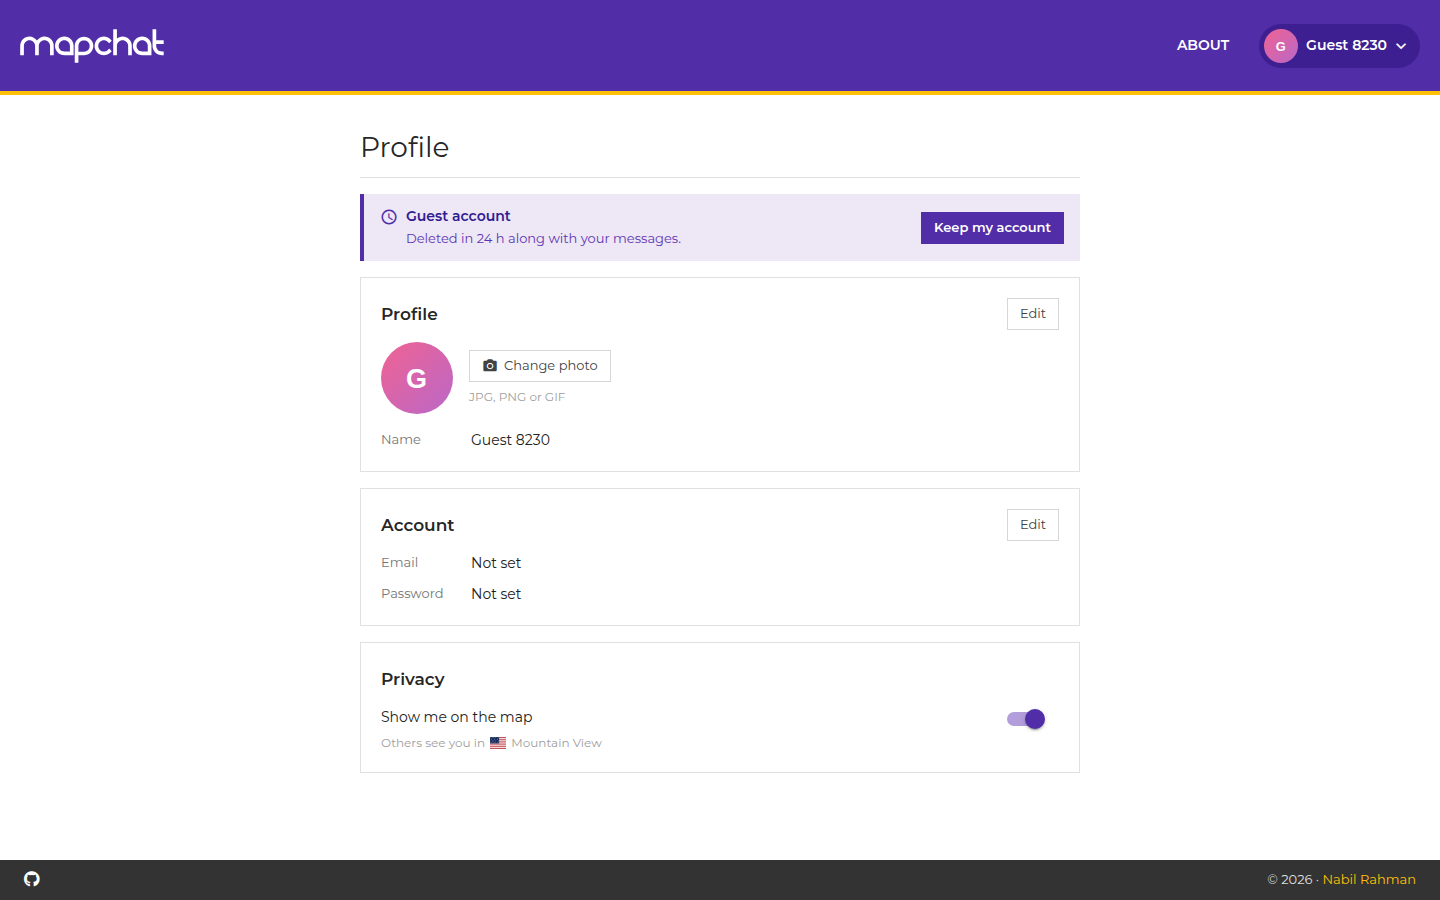 mapchat
ABOUT
G
Guest 8230
Profile
Guest account
Deleted in 24 h along with your messages.
Keep my account
Profile
Edit
G
Change photo
JPG, PNG or GIF
Name
Guest 8230
Account
Edit
Email
Not set
Password
Not set
Privacy
Show me on the map
Others see you in Mountain View
© 2026 · Nabil Rahman